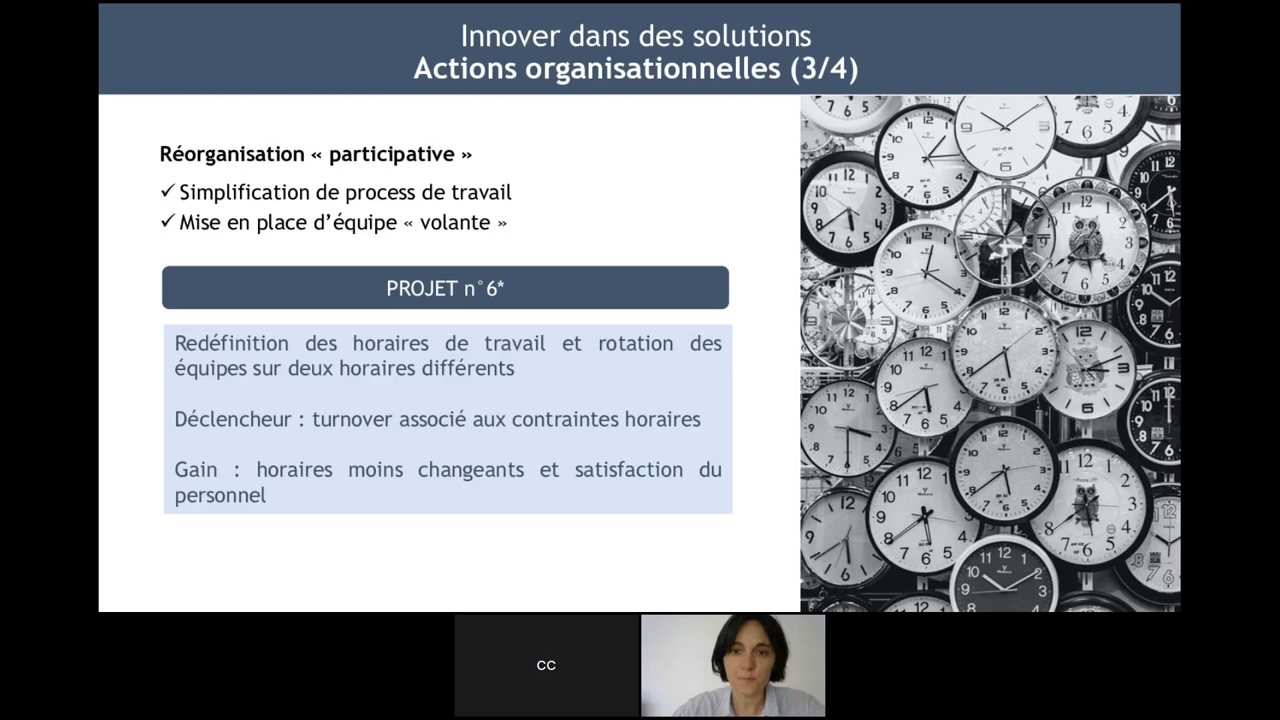 Innover dans des solutions
Actions organisationnelles (3/4)
Réorganisation « participative »
✓ Simplification de process de travail
✓ Mise en place d’équipe « volante »
PROJET n°6*
Redéfinition des horaires de travail et rotation des
équipes sur deux horaires différents
Déclencheur : turnover associé aux contraintes horaires
Gain : horaires moins changeants et satisfaction du
personnel
CC